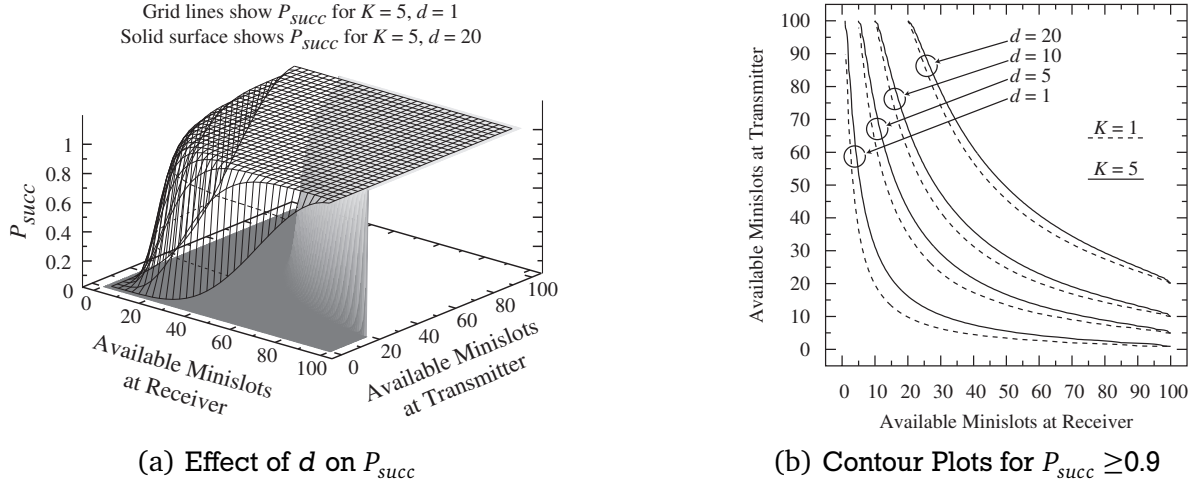 Grid lines show P_succ for K = 5, d = 1
Solid surface shows P_succ for K = 5, d = 20
P_succ
1
0.8
0.6
0.4
0.2
0
0
20
40
60
80
100
0
20
40
60
80
100
Available Minislots
at Receiver
Available Minislots
at Transmitter
(a) Effect of d on P_succ
Available Minislots at Transmitter
100
90
80
70
60
50
40
30
20
10
0
d = 20
d = 10
d = 5
d = 1
K = 1
K = 5
0 10 20 30 40 50 60 70 80 90 100
Available Minislots at Receiver
(b) Contour Plots for P_succ ≥0.9